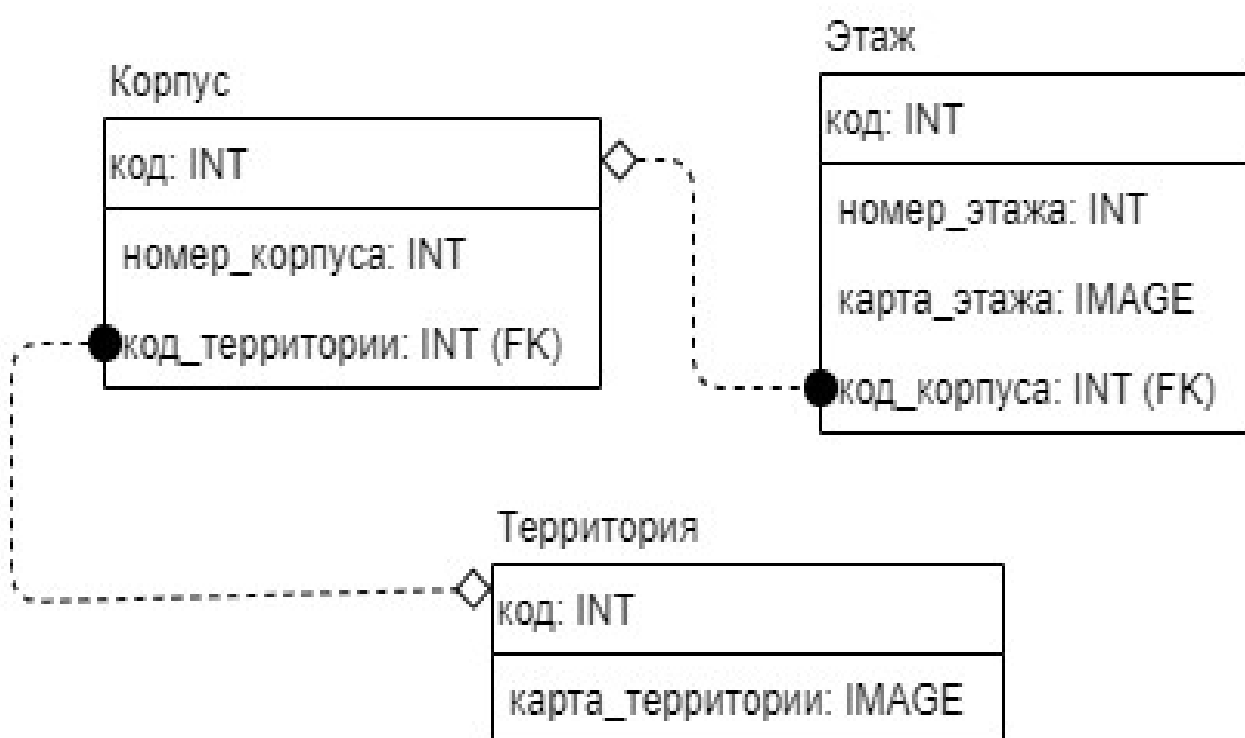 Корпус
код: INT
номер_корпуса: INT
код_территории: INT (FK)
Этаж
код: INT
номер_этажа: INT
карта_этажа: IMAGE
код_корпуса: INT (FK)
Территория
код: INT
карта_территории: IMAGE